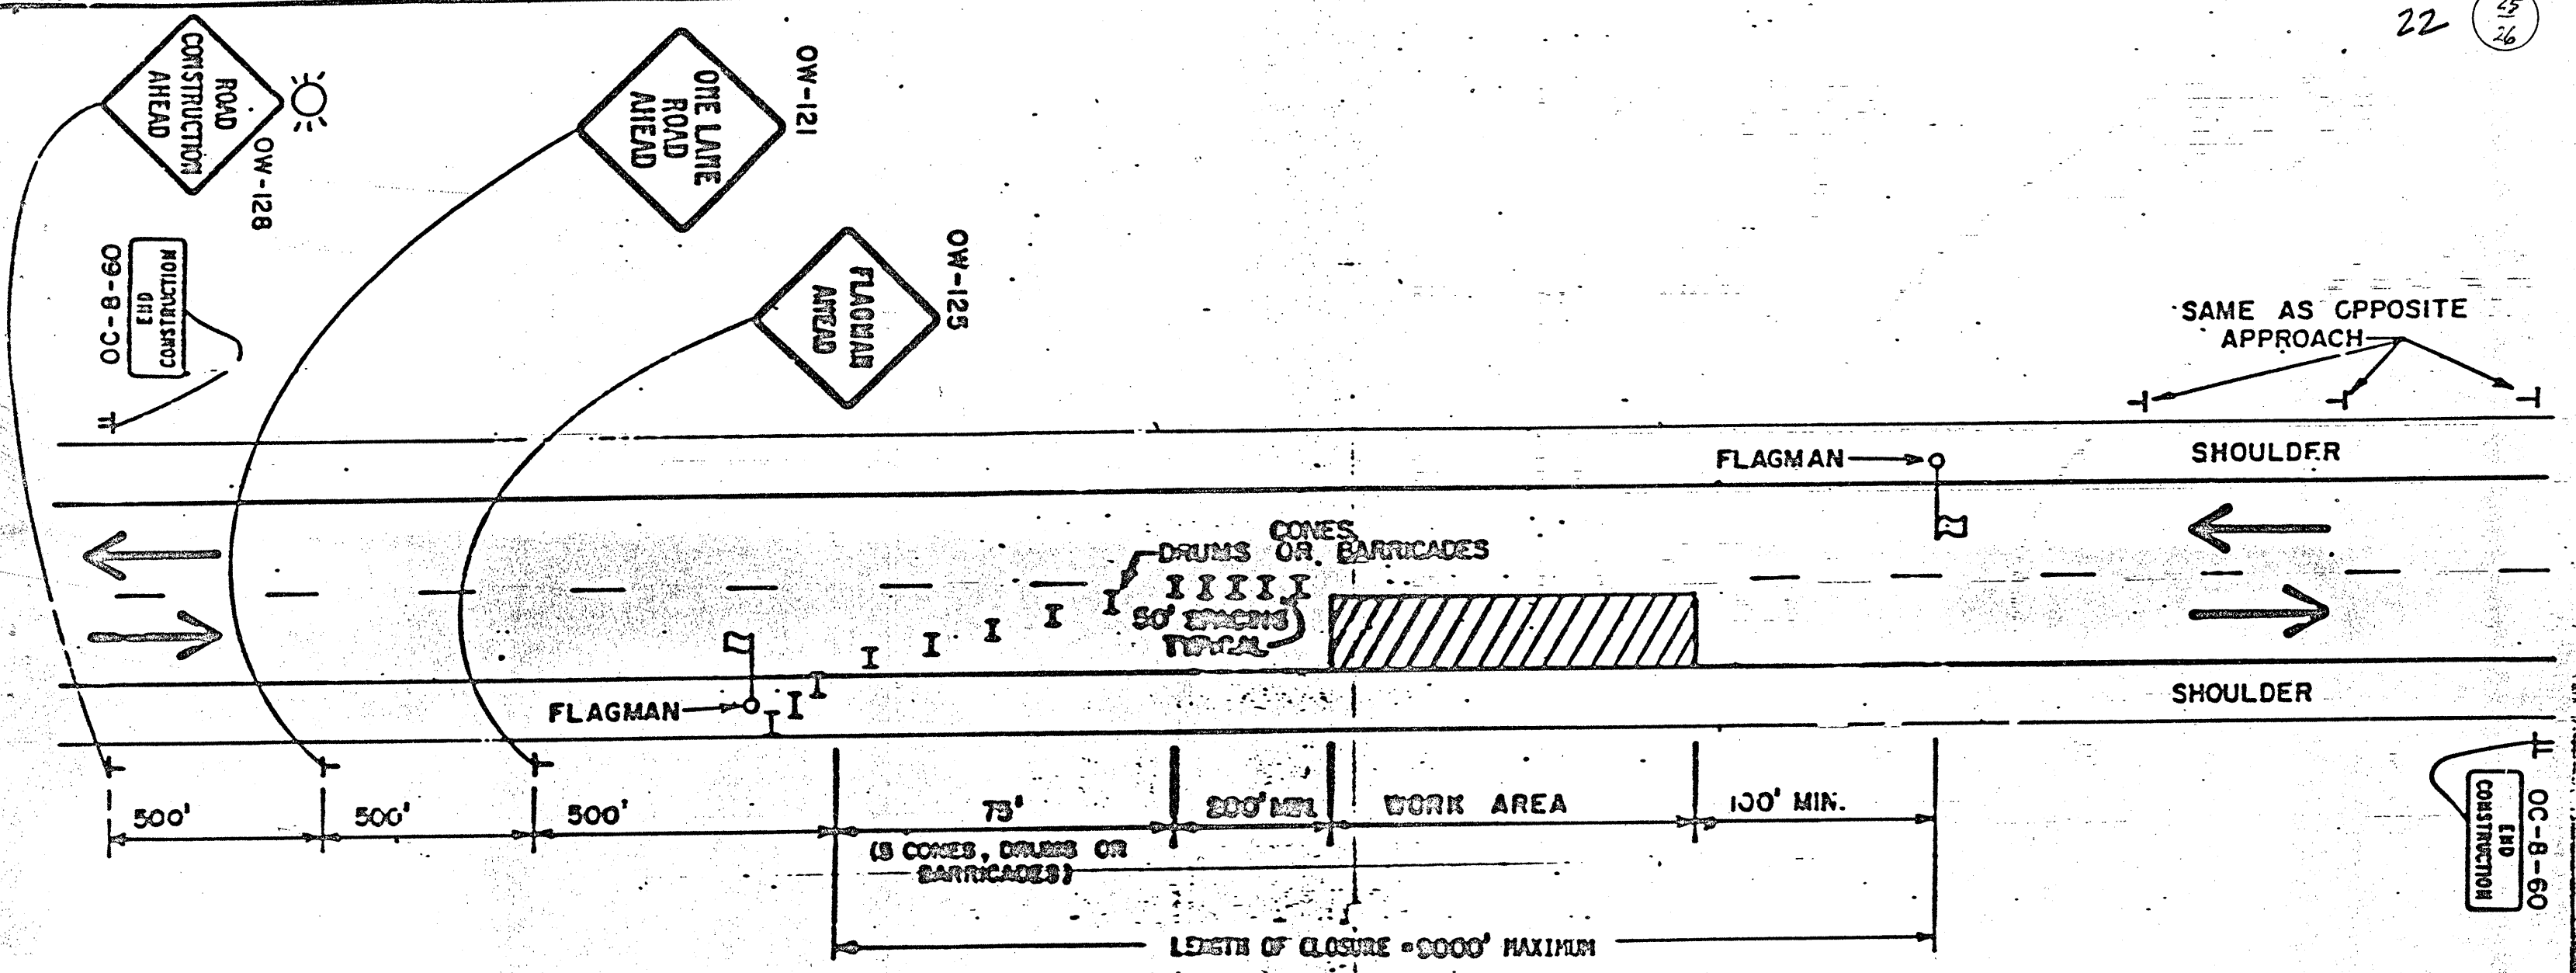 22
25
26
ROAD
CONSTRUCTION
AHEAD
OW-128
ONE LANE
ROAD
AHEAD
OW-121
FLAGMAN
AHEAD
OW-125
END
CONSTRUCTION
OC-8-60
SAME AS OPPOSITE
APPROACH
FLAGMAN
SHOULDER
CONES,
DRUMS OR BARRICADES
50' SPACING
TYPICAL
FLAGMAN
SHOULDER
500'
500'
500'
75'
200' MIN.
WORK AREA
100' MIN.
(5 CONES, DRUMS OR
BARRICADES)
LENGTH OF CLOSURE = MAXIMUM
OC-8-60
END
CONSTRUCTION